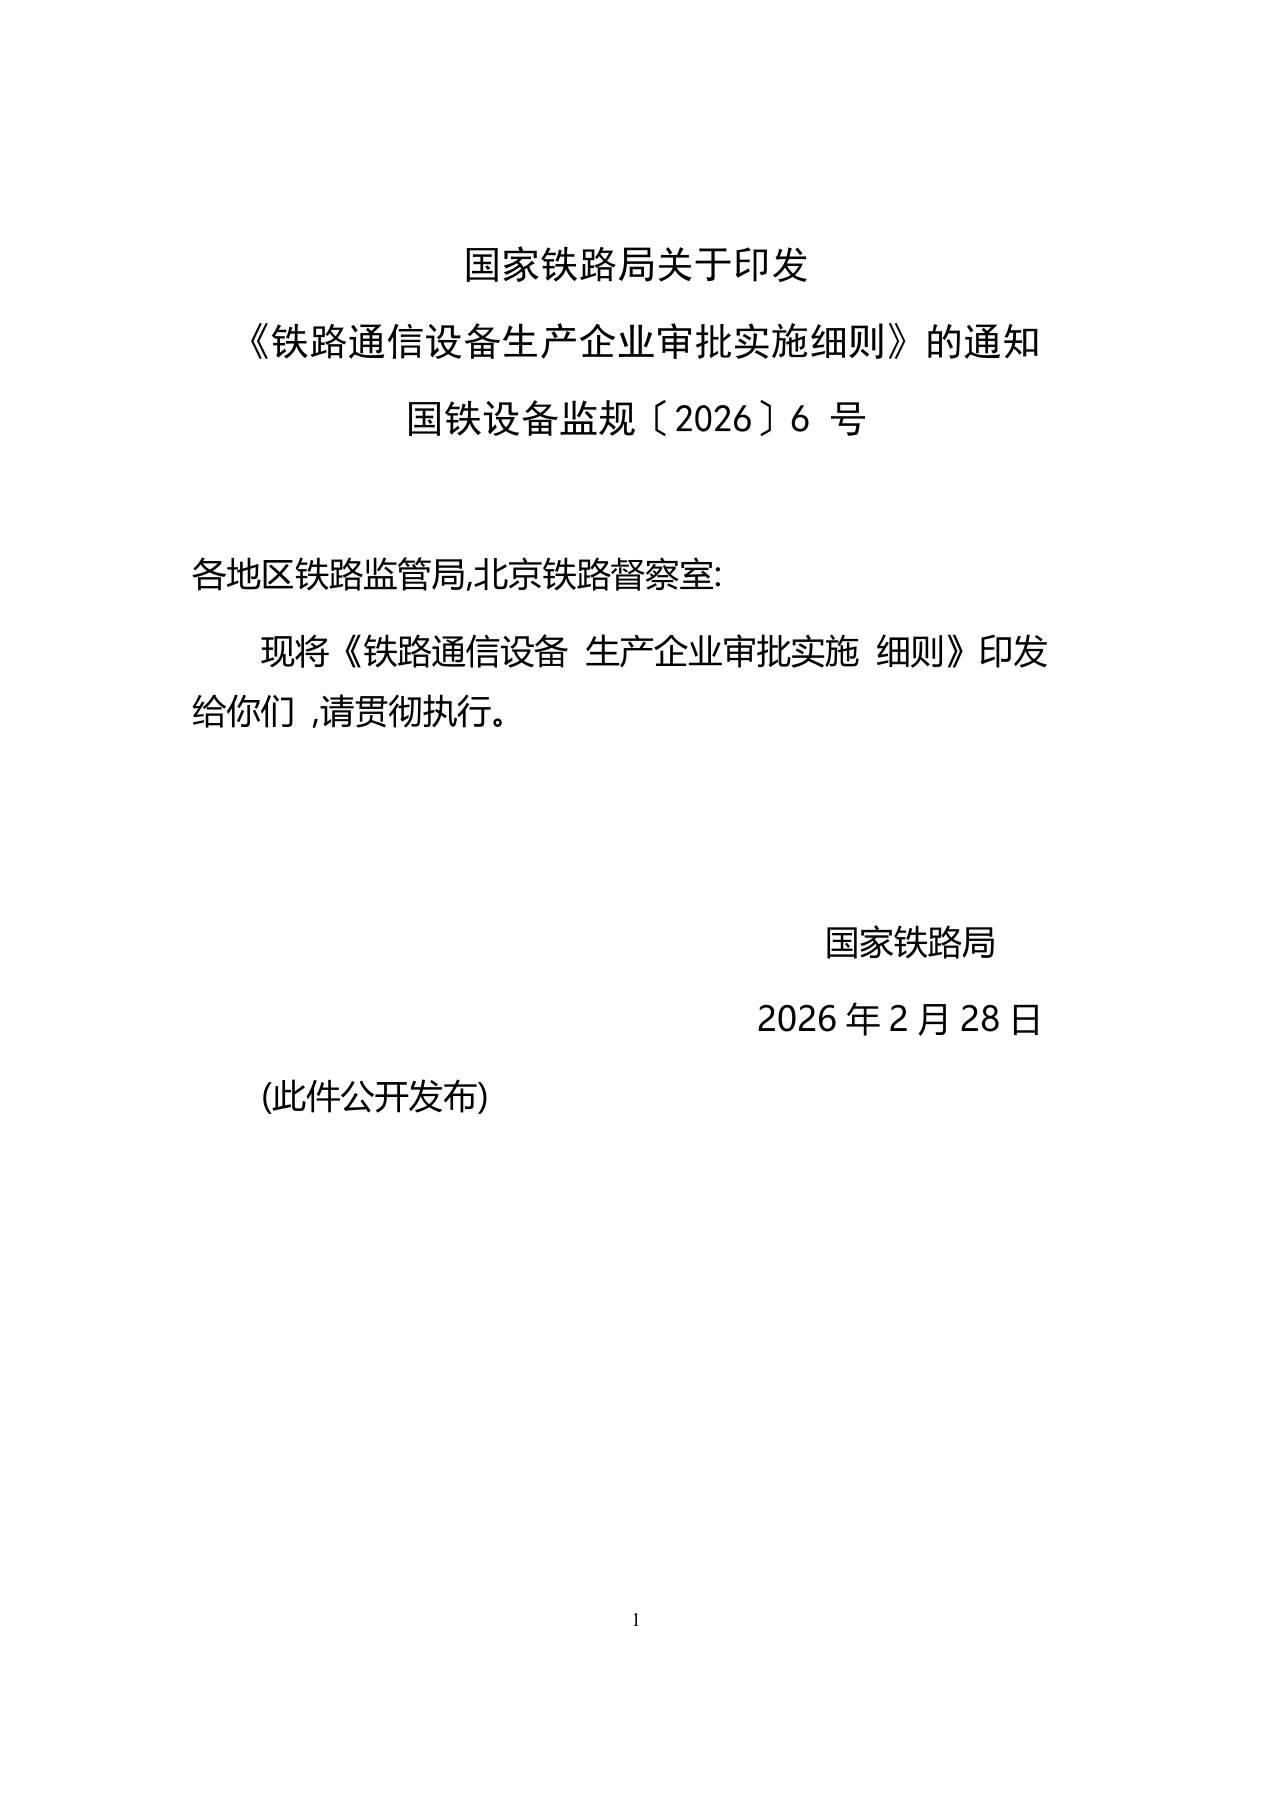 国家铁路局关于印发
《铁路通信设备生产企业审批实施细则》的通知
国铁设备监规〔2026〕6 号
各地区铁路监管局,北京铁路督察室:
现将《铁路通信设备 生产企业审批实施 细则》印发
给你们 ,请贯彻执行。
国家铁路局
2026 年 2 月 28 日
(此件公开发布)
1